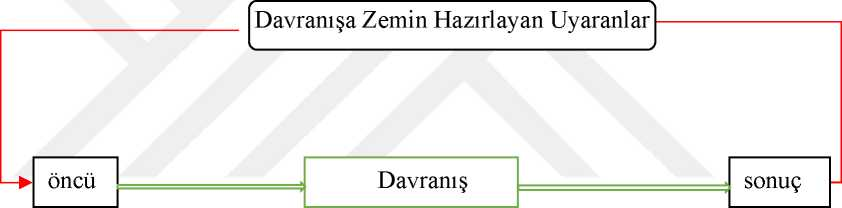 Davranışa Zemin Hazırlayan Uyaranlar
öncü
Davranış
sonuç